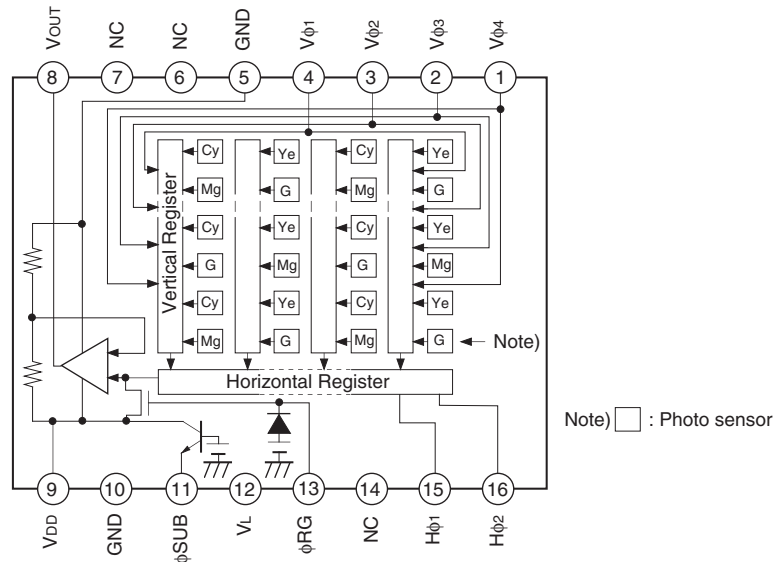 VOUT NC NC GND Vϕ1 Vϕ2 Vϕ3 Vϕ4
8 7 6 5 4 3 2 1
Vertical Register
Cy Ye Cy Ye
Mg G Mg G
Cy Ye Cy Ye
G Mg G Mg
Cy Ye Cy Ye
Mg G Mg G
Note)
Horizontal Register
Note) : Photo sensor
9 10 11 12 13 14 15 16
VDD GND ϕSUB VL ϕRG NC Hϕ1 Hϕ2